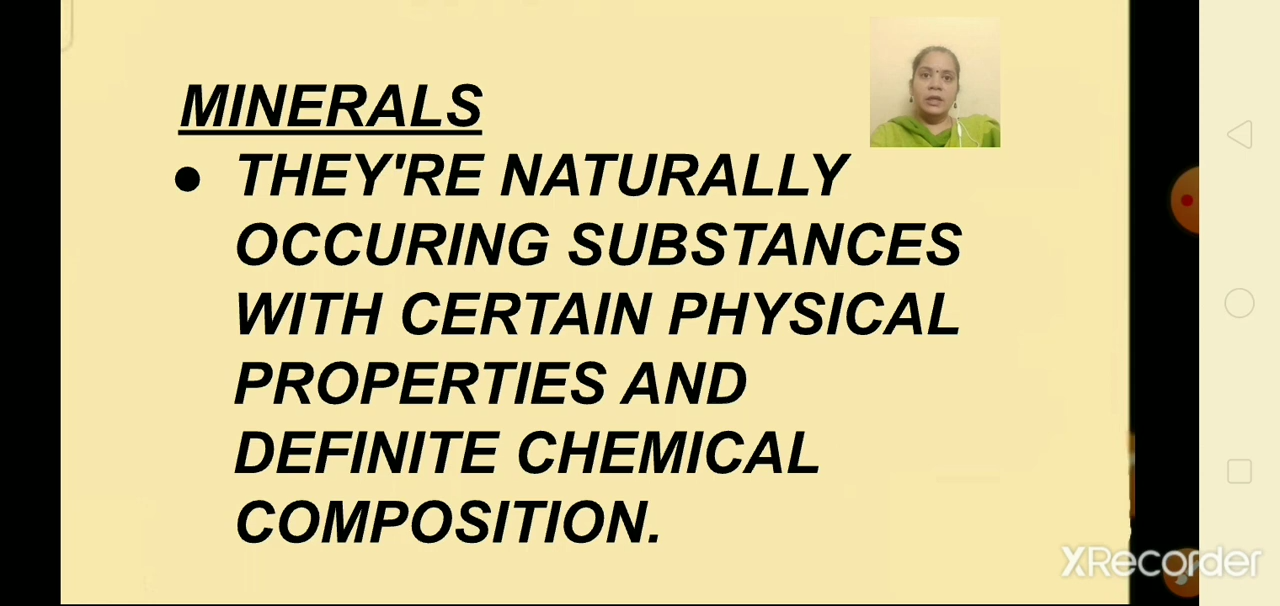 MINERALS
● THEY'RE NATURALLY
OCCURING SUBSTANCES
WITH CERTAIN PHYSICAL
PROPERTIES AND
DEFINITE CHEMICAL
COMPOSITION.
XRecorder